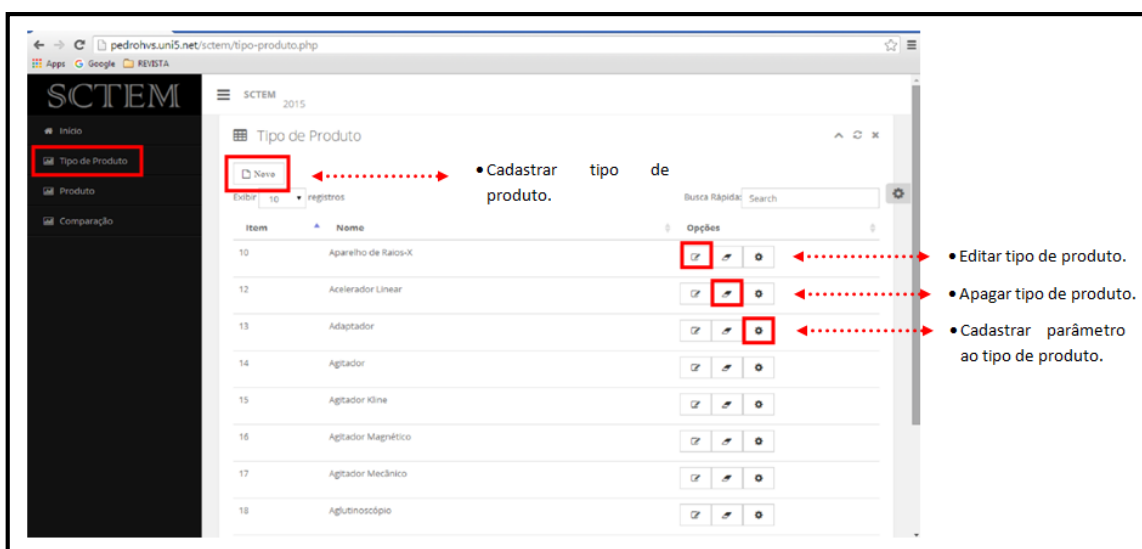 pedrohvs.uni5.net/sctem/tipo-produto.php
Apps Google REVISTA
SCTEM
SCTEM 2015
Início
Tipo de Produto
Produto
Comparação
Tipo de Produto
Novo
• Cadastrar tipo de
produto.
Exibir 10 registros
Busca Rápida: Search
Item Nome Opções
10 Aparelho de Raios-X
• Editar tipo de produto.
12 Acelerador Linear
• Apagar tipo de produto.
13 Adaptador
• Cadastrar parâmetro
ao tipo de produto.
14 Agitador
15 Agitador Kline
16 Agitador Magnético
17 Agitador Mecânico
18 Aglutinoscópio